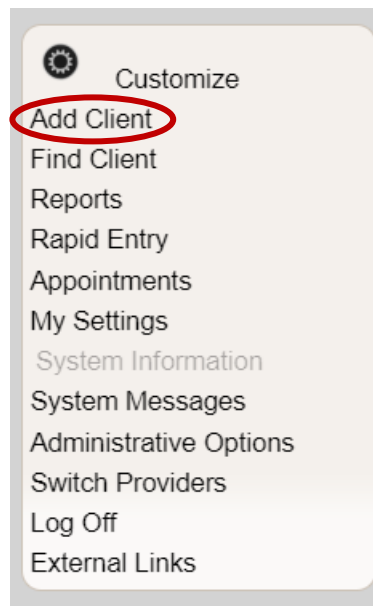 Customize
Add Client
Find Client
Reports
Rapid Entry
Appointments
My Settings
System Information
System Messages
Administrative Options
Switch Providers
Log Off
External Links